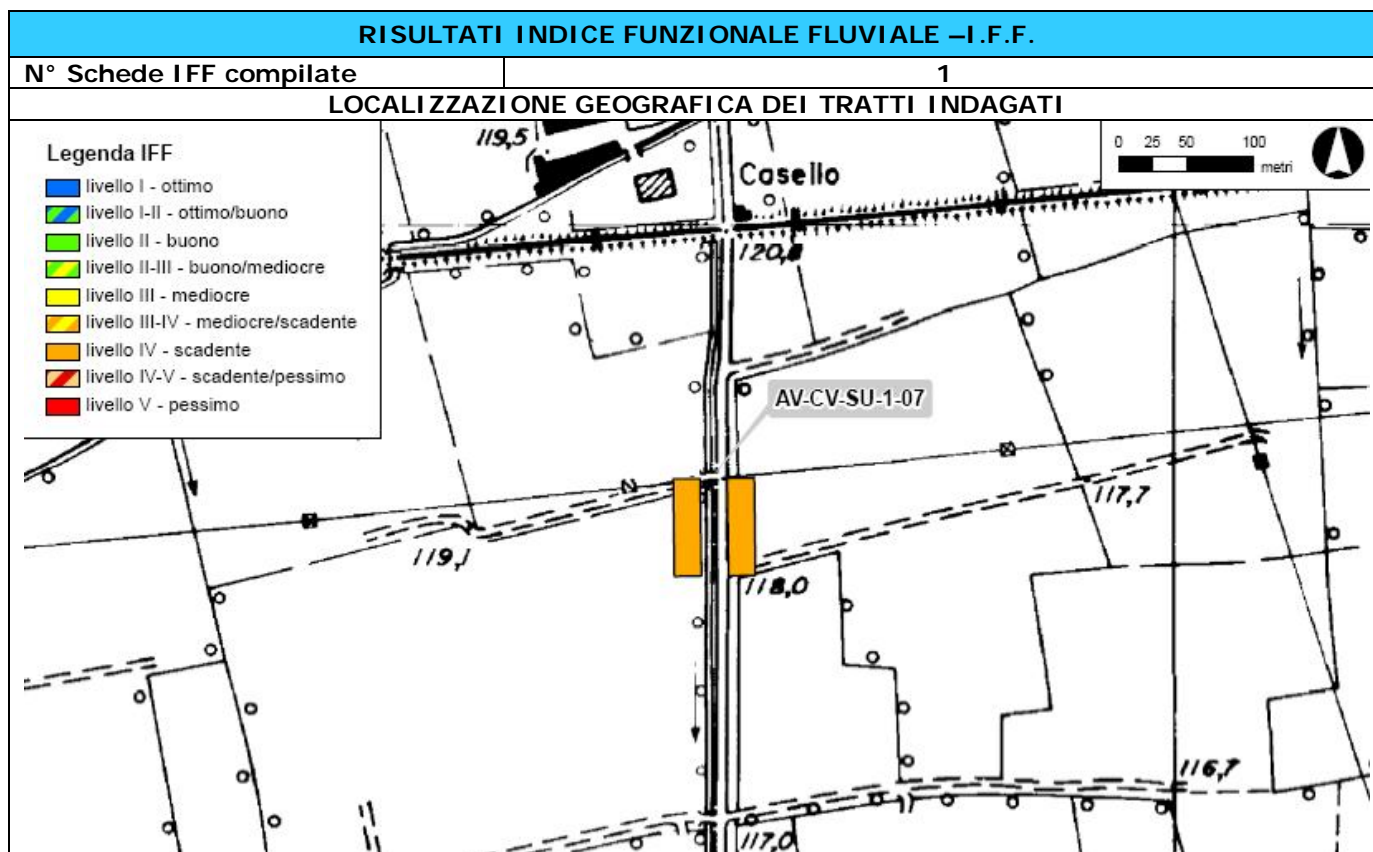 RISULTATI INDICE FUNZIONALE FLUVIALE –I.F.F.
N° Schede IFF compilate 1
LOCALIZZAZIONE GEOGRAFICA DEI TRATTI INDAGATI
Legenda IFF
livello I - ottimo
livello I-II - ottimo/buono
livello II - buono
livello II-III - buono/mediocre
livello III - mediocre
livello III-IV - mediocre/scadente
livello IV - scadente
livello IV-V - scadente/pessimo
livello V - pessimo
0 25 50 100
metri
119,5
Casello
120,8
AV-CV-SU-1-07
117,7
119,1
118,0
116,7
117,0